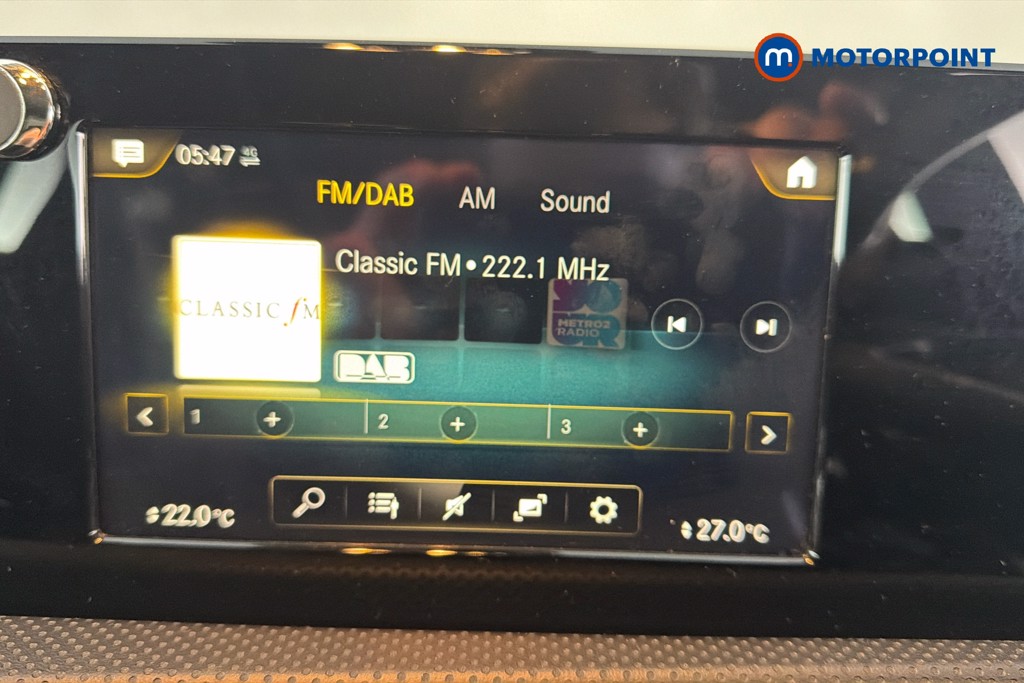 m MOTORPOINT
05:47 4G
FM/DAB AM Sound
Classic FM • 222.1 MHz
CLASSIC fM
METRO2
RADIO
DAB
1 + 2 + 3 +
22.0°C
27.0°C